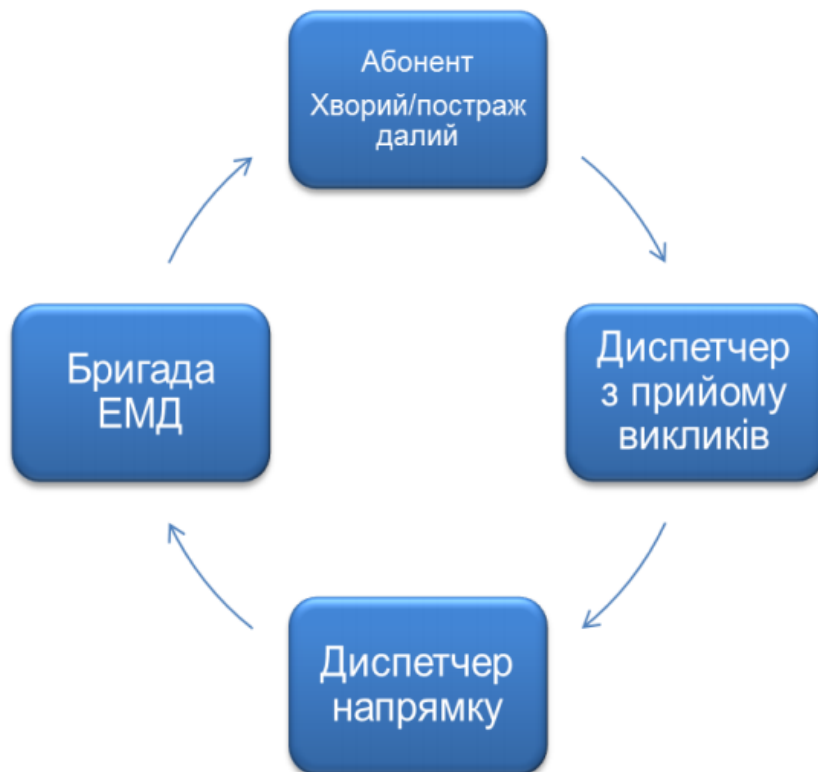 Абонент
Хворий/постраж
далий
Диспетчер
з прийому
викликів
Бригада
ЕМД
Диспетчер
напрямку